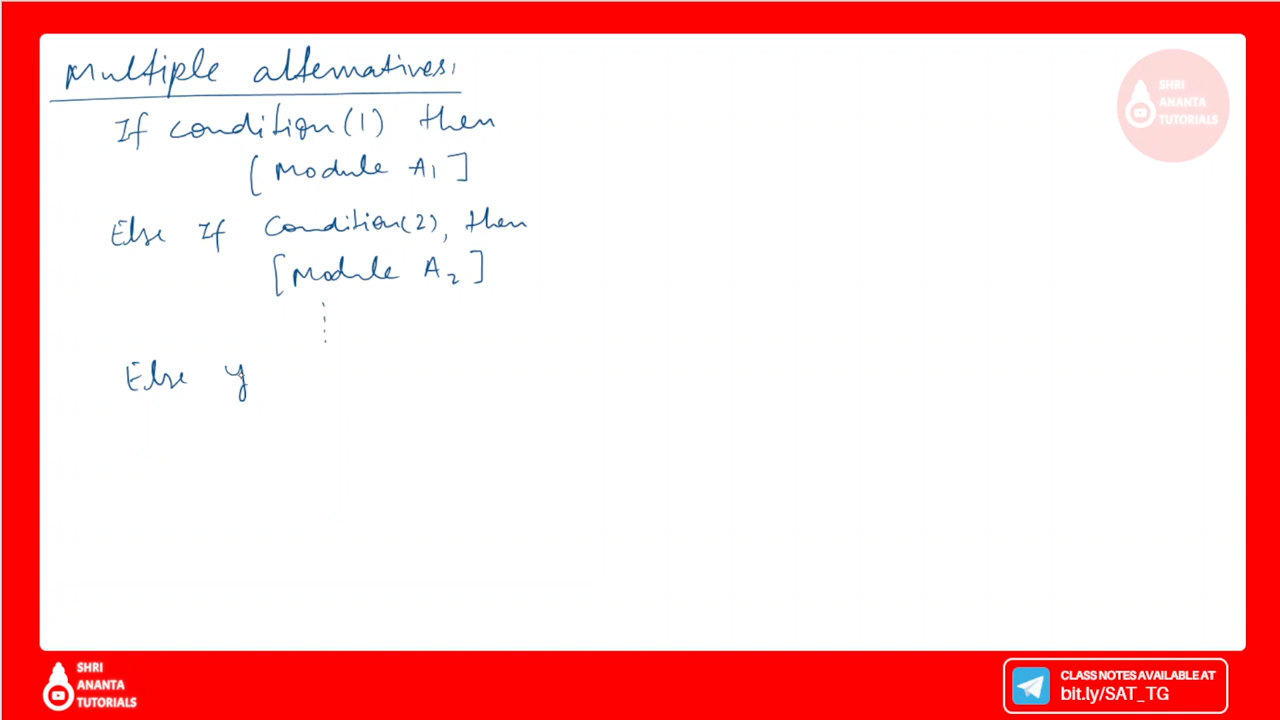 Multiple alternatives:
If condition(1) then
[Module A1]
Else If Condition(2), then
[Module A2]
Else y
SHRI
ANANTA
TUTORIALS
SHRI
ANANTA
TUTORIALS
CLASS NOTES AVAILABLE AT
bit.ly/SAT_TG